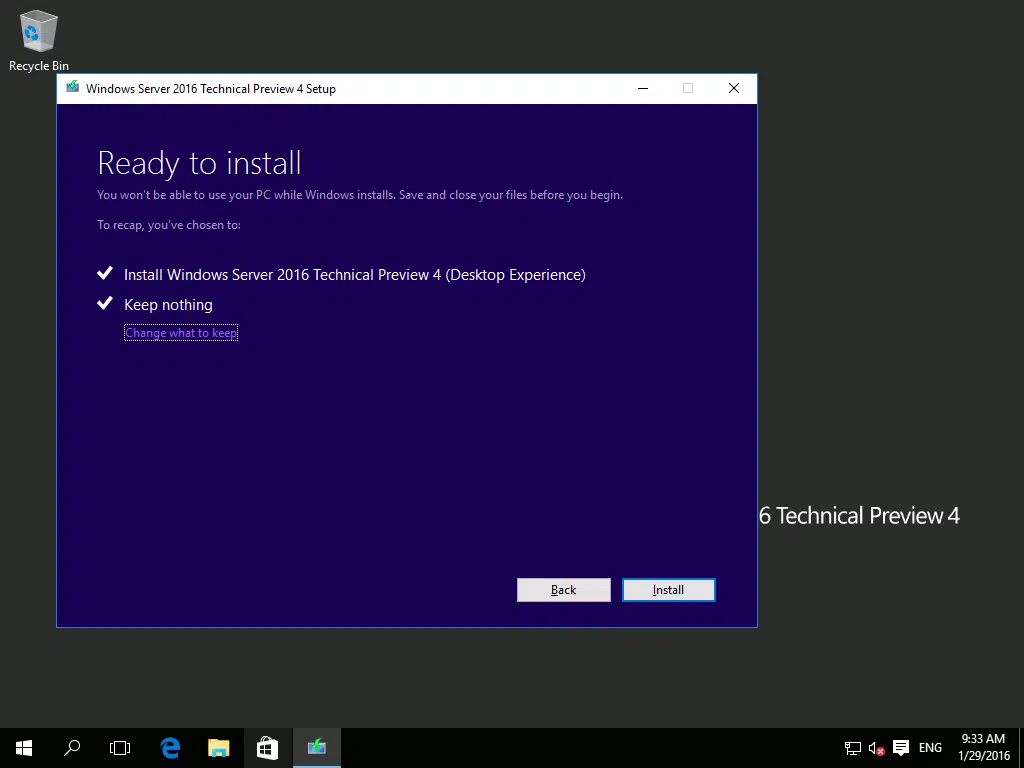 Recycle Bin
Windows Server 2016 Technical Preview 4 Setup
Ready to install
You won't be able to use your PC while Windows installs. Save and close your files before you begin.
To recap, you've chosen to:
Install Windows Server 2016 Technical Preview 4 (Desktop Experience)
Keep nothing
Change what to keep
6 Technical Preview 4
Back
Install
ENG
9:33 AM
1/29/2016